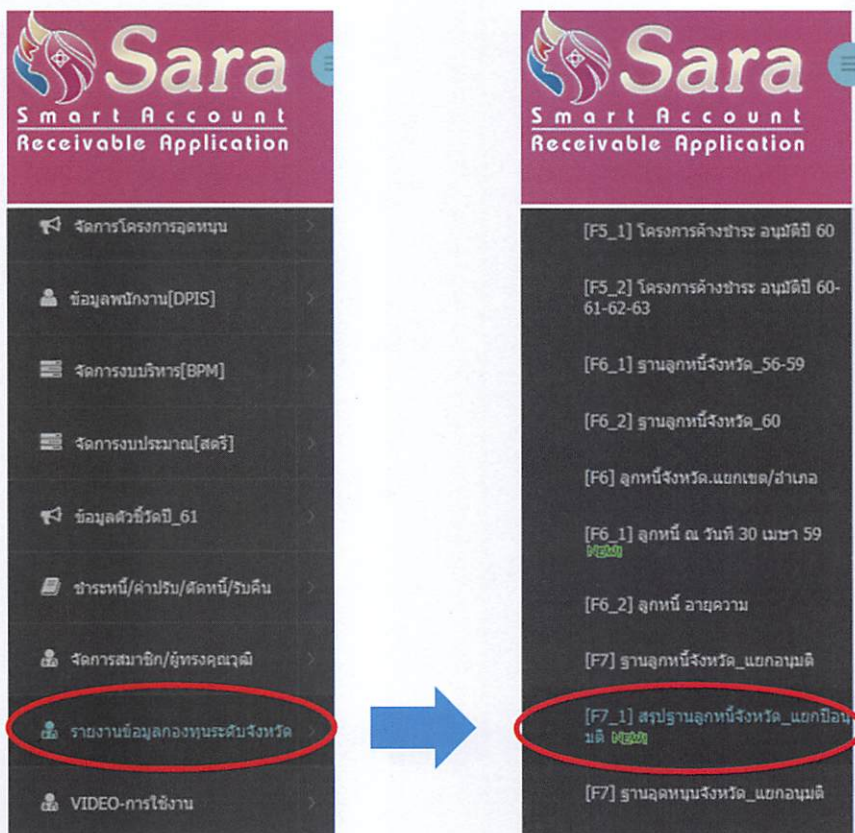 Sara
Smart Account
Receivable Application
จัดการโครงการอุดหนุน
ข้อมูลพนักงาน[DPIS]
จัดการงบบริหาร[BPM]
จัดการงบประมาณ[สตรี]
ข้อมูลตัวชี้วัดปี_61
ชำระหนี้/ค่าปรับ/ตัดหนี้/รับคืน
จัดการสมาชิก/ผู้ทรงคุณวุฒิ
รายงานข้อมูลกองทุนระดับจังหวัด
VIDEO-การใช้งาน
Sara
Smart Account
Receivable Application
[F5_1] โครงการค้างชำระ อนุมัติปี 60
[F5_2] โครงการค้างชำระ อนุมัติปี 60-
61-62-63
[F6_1] ฐานลูกหนี้จังหวัด_56-59
[F6_2] ฐานลูกหนี้จังหวัด_60
[F6] ลูกหนี้จังหวัด.แยกเขต/อำเภอ
[F6_1] ลูกหนี้ ณ วันที่ 30 เมษา 59
NEW!
[F6_2] ลูกหนี้ อายุความ
[F7] ฐานลูกหนี้จังหวัด_แยกอนุมัติ
[F7_1] สรุปฐานลูกหนี้จังหวัด_แยกปีอนุ
มัติ NEW!
[F7] ฐานอุดหนุนจังหวัด_แยกอนุมัติ